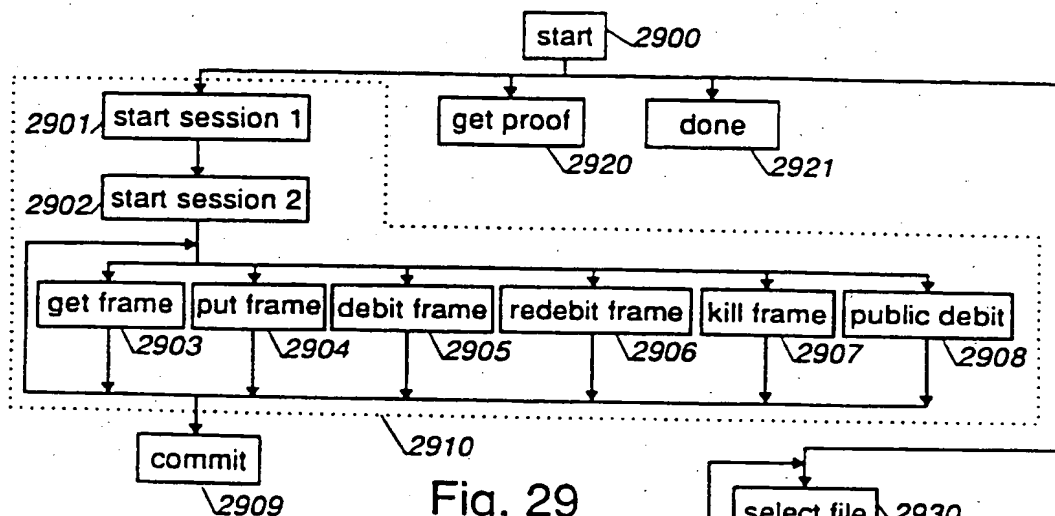 start 2900
2901 start session 1
get proof 2920
done 2921
2902 start session 2
get frame 2903
put frame 2904
debit frame 2905
redebit frame 2906
kill frame 2907
public debit 2908
2910
commit 2909
Fig. 29
select file 2930